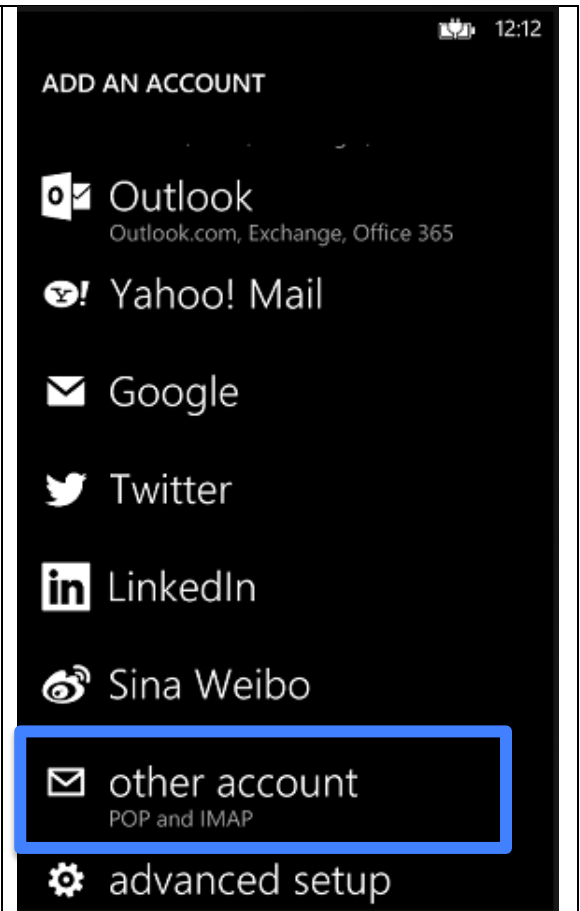 12:12
ADD AN ACCOUNT
Outlook
Outlook.com, Exchange, Office 365
Yahoo! Mail
Google
Twitter
LinkedIn
Sina Weibo
other account
POP and IMAP
advanced setup